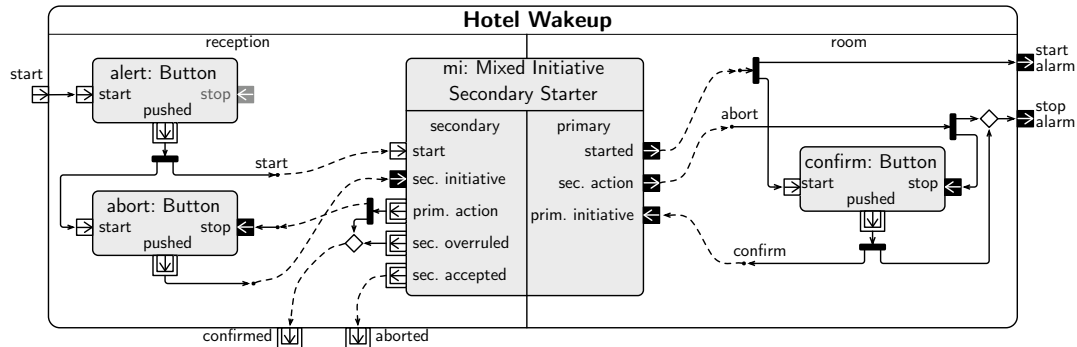 Hotel Wakeup
reception
room
start
alert: Button
start
stop
pushed
start
abort: Button
start
stop
pushed
mi: Mixed Initiative
Secondary Starter
secondary
primary
start
started
sec. initiative
sec. action
prim. action
prim. initiative
sec. overruled
sec. accepted
abort
confirm: Button
start
stop
pushed
confirm
start
alarm
stop
alarm
confirmed
aborted